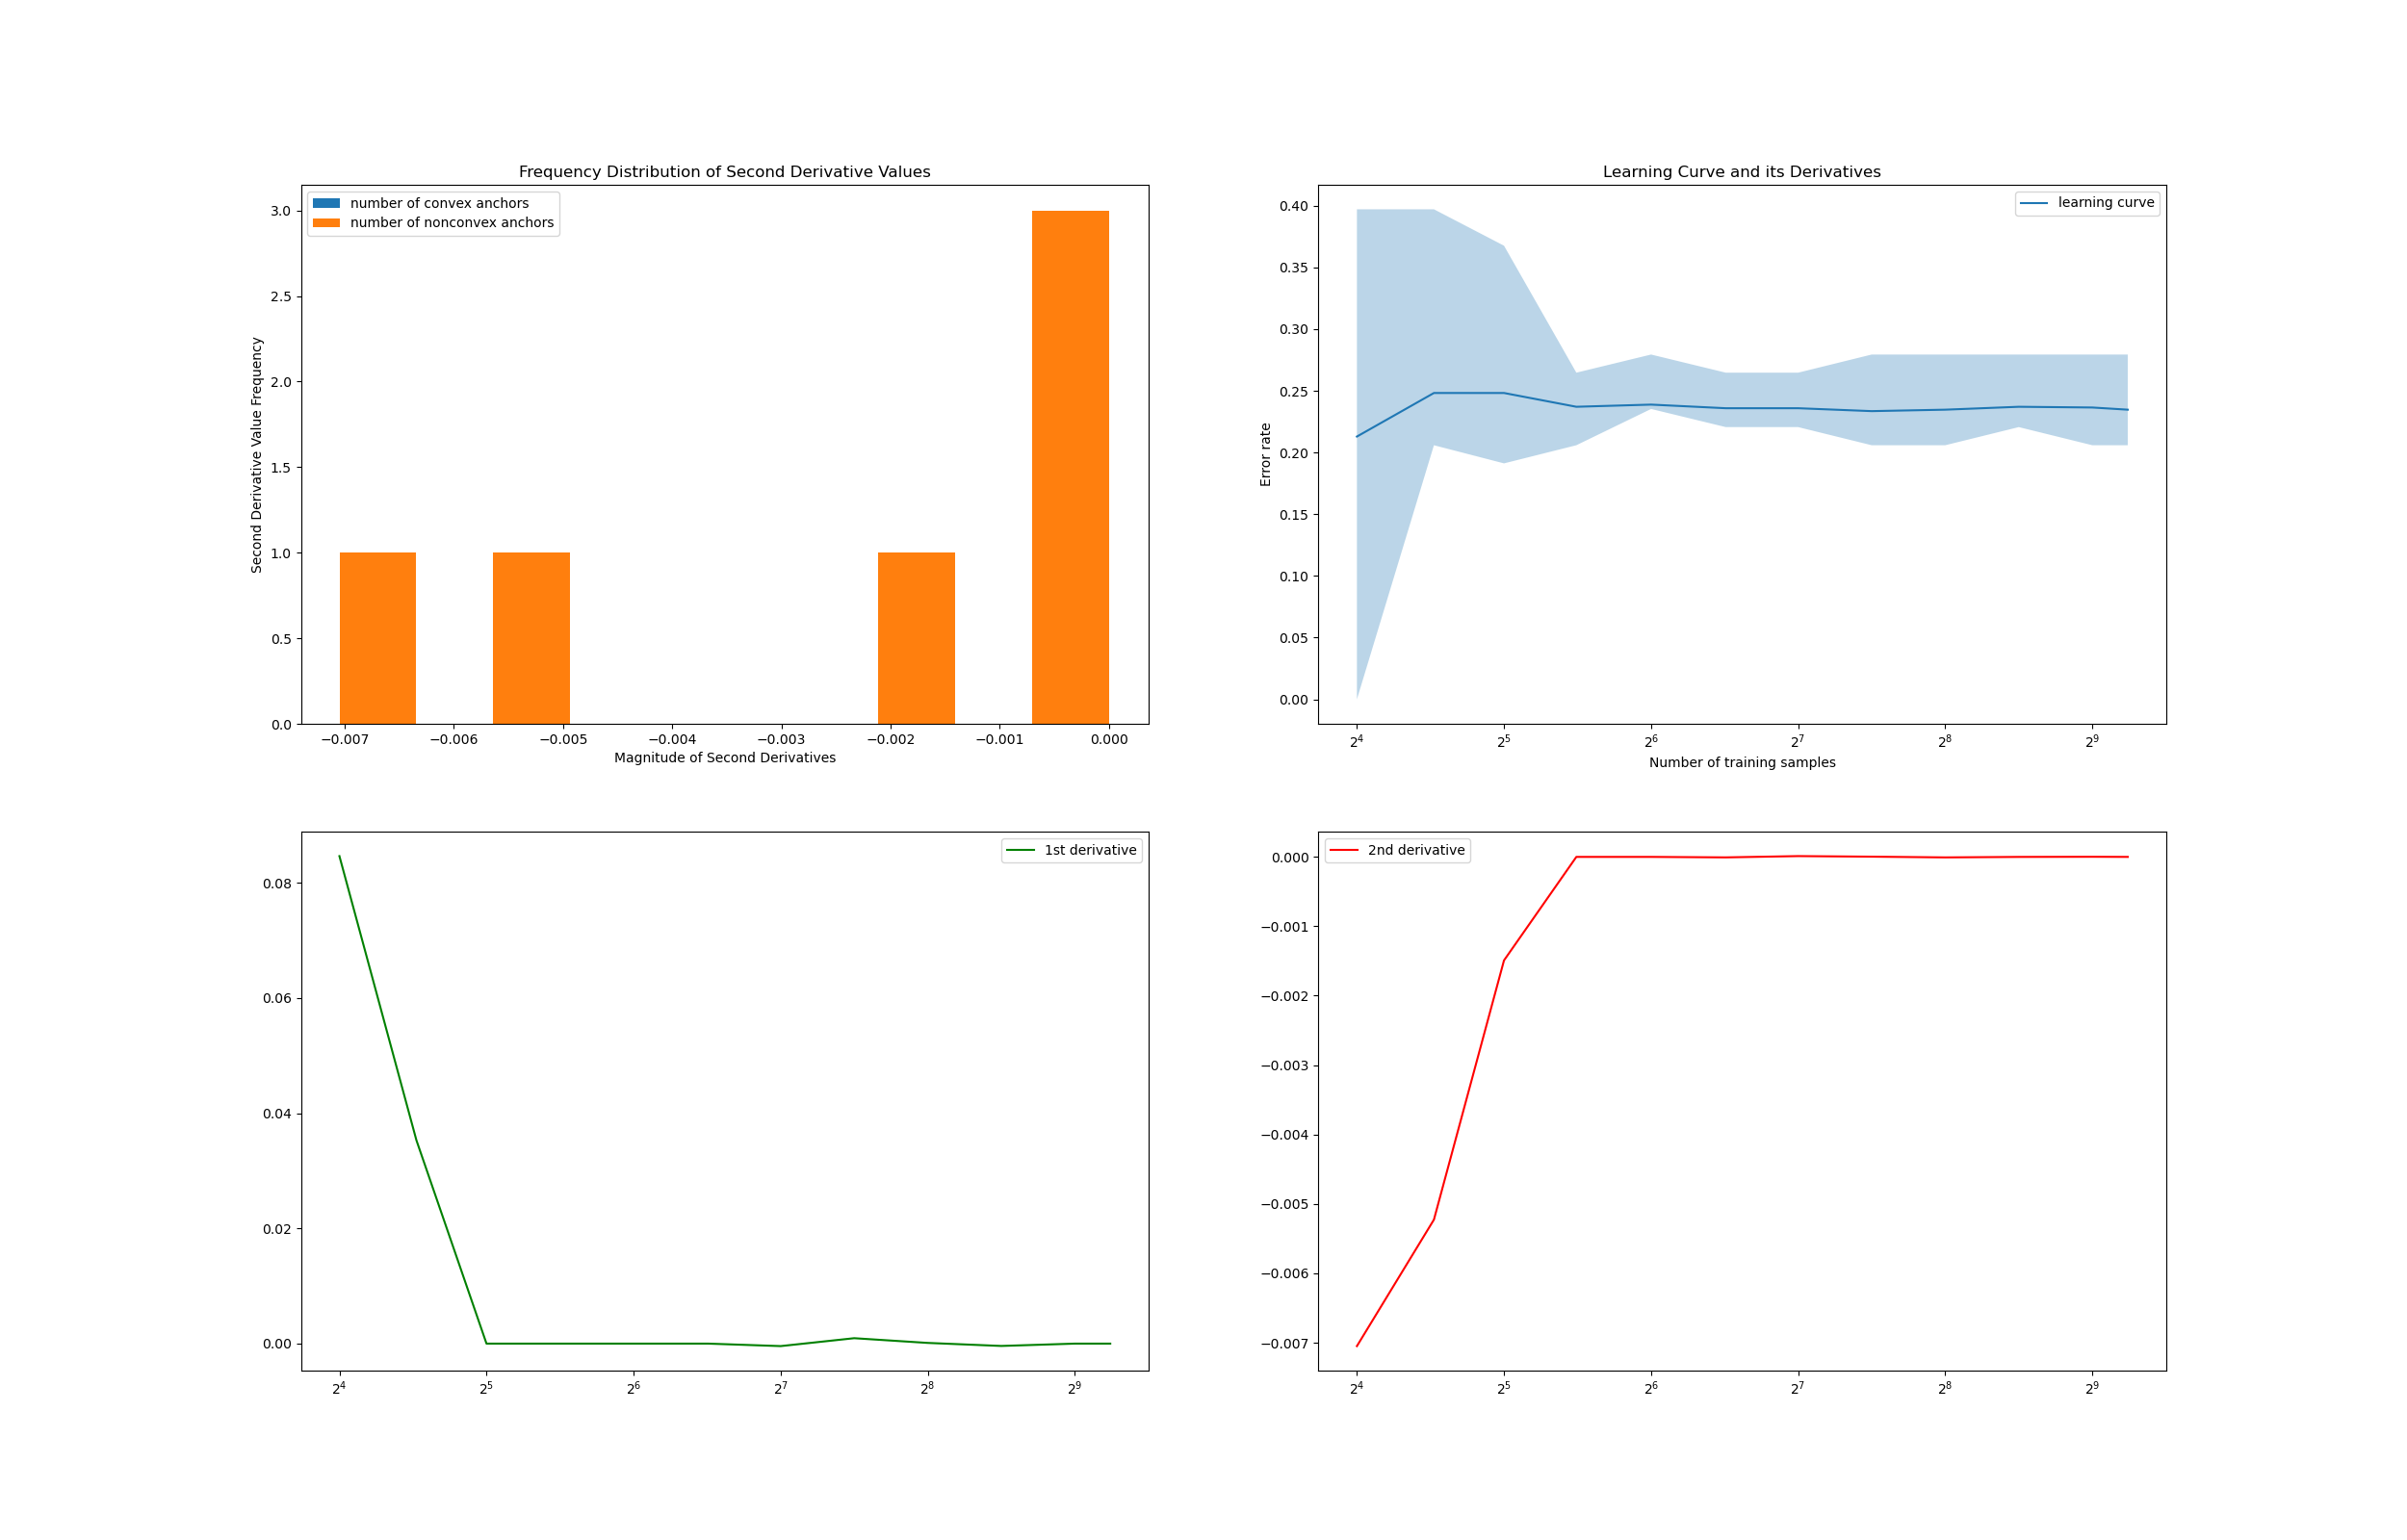 Frequency Distribution of Second Derivative Values
number of convex anchors
number of nonconvex anchors
3.0
2.5
2.0
1.5
1.0
0.5
0.0
Second Derivative Value Frequency
−0.007 −0.006 −0.005 −0.004 −0.003 −0.002 −0.001 0.000
Magnitude of Second Derivatives
Learning Curve and its Derivatives
learning curve
0.40
0.35
0.30
0.25
0.20
0.15
0.10
0.05
0.00
Error rate
2⁴ 2⁵ 2⁶ 2⁷ 2⁸ 2⁹
Number of training samples
1st derivative
0.08
0.06
0.04
0.02
0.00
2⁴ 2⁵ 2⁶ 2⁷ 2⁸ 2⁹
2nd derivative
0.000
−0.001
−0.002
−0.003
−0.004
−0.005
−0.006
−0.007
2⁴ 2⁵ 2⁶ 2⁷ 2⁸ 2⁹